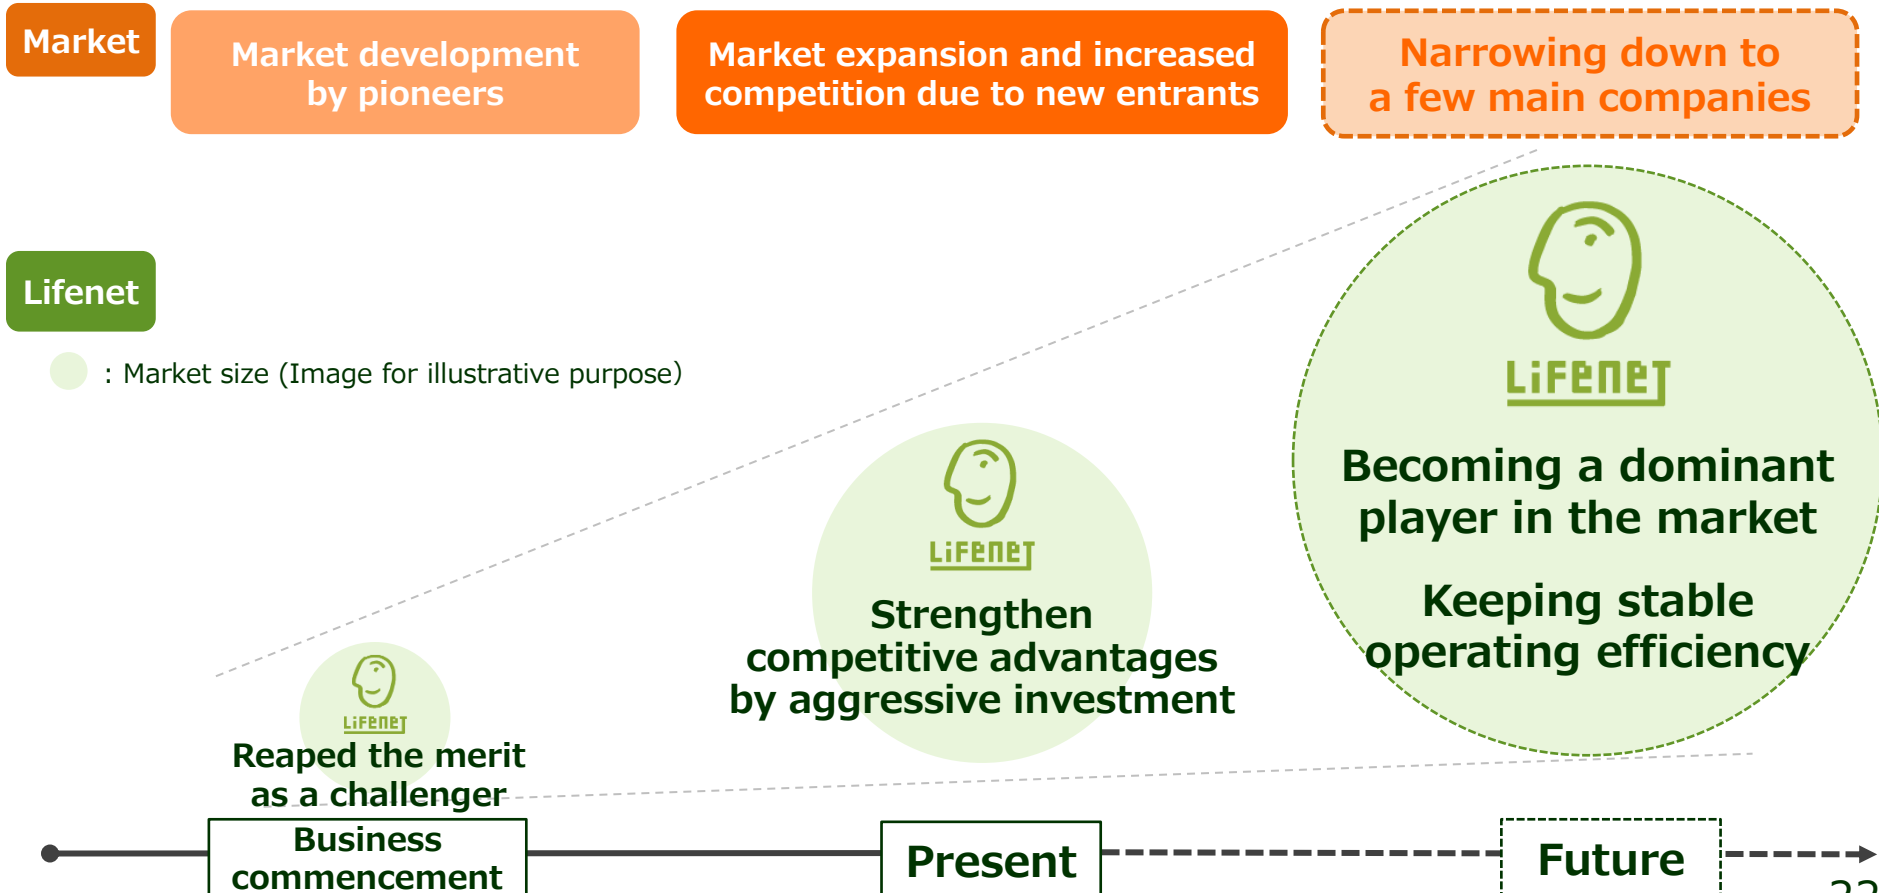 Market
Market development
by pioneers
Market expansion and increased
competition due to new entrants
Narrowing down to
a few main companies
Lifenet
: Market size (Image for illustrative purpose)
LiFENET
Reaped the merit
as a challenger
LiFENET
Strengthen
competitive advantages
by aggressive investment
LiFENET
Becoming a dominant
player in the market
Keeping stable
operating efficiency
Business
commencement
Present
Future